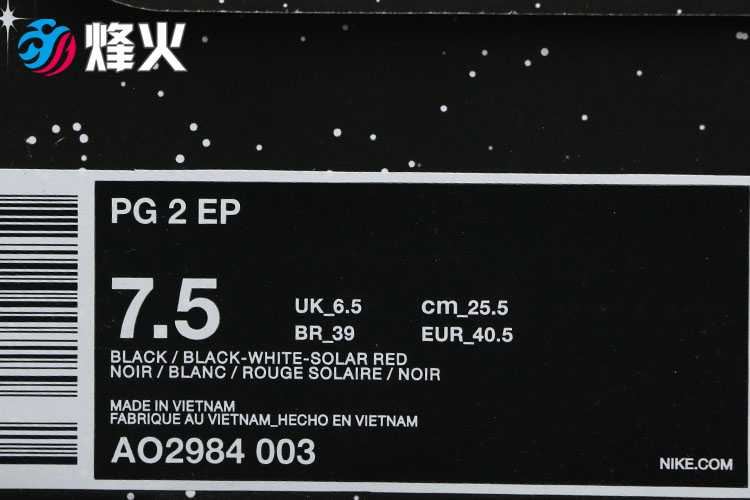 烽火
PG 2 EP
7.5
UK_6.5 cm_25.5
BR_39 EUR_40.5
BLACK / BLACK-WHITE-SOLAR RED
NOIR / BLANC / ROUGE SOLAIRE / NOIR
MADE IN VIETNAM
FABRIQUE AU VIETNAM_HECHO EN VIETNAM
AO2984 003
NIKE.COM